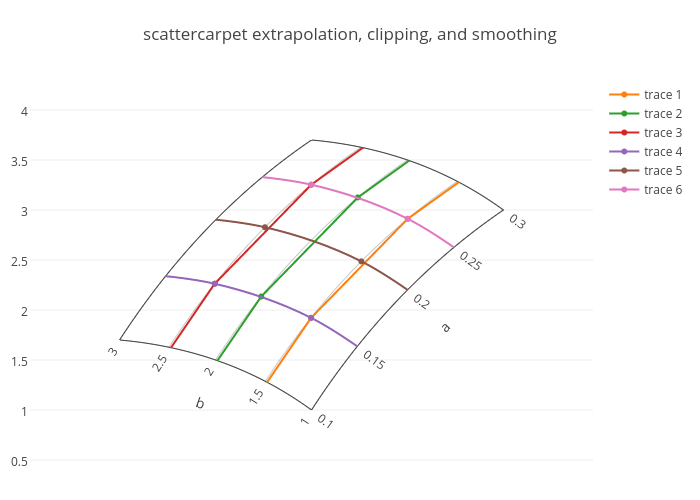 scattercarpet extrapolation, clipping, and smoothing
trace 1
trace 2
trace 3
trace 4
trace 5
trace 6
4
3.5
3
2.5
2
1.5
1
0.5
3
2.5
2
1.5
1
b
0.1
0.15
0.2
0.25
0.3
a